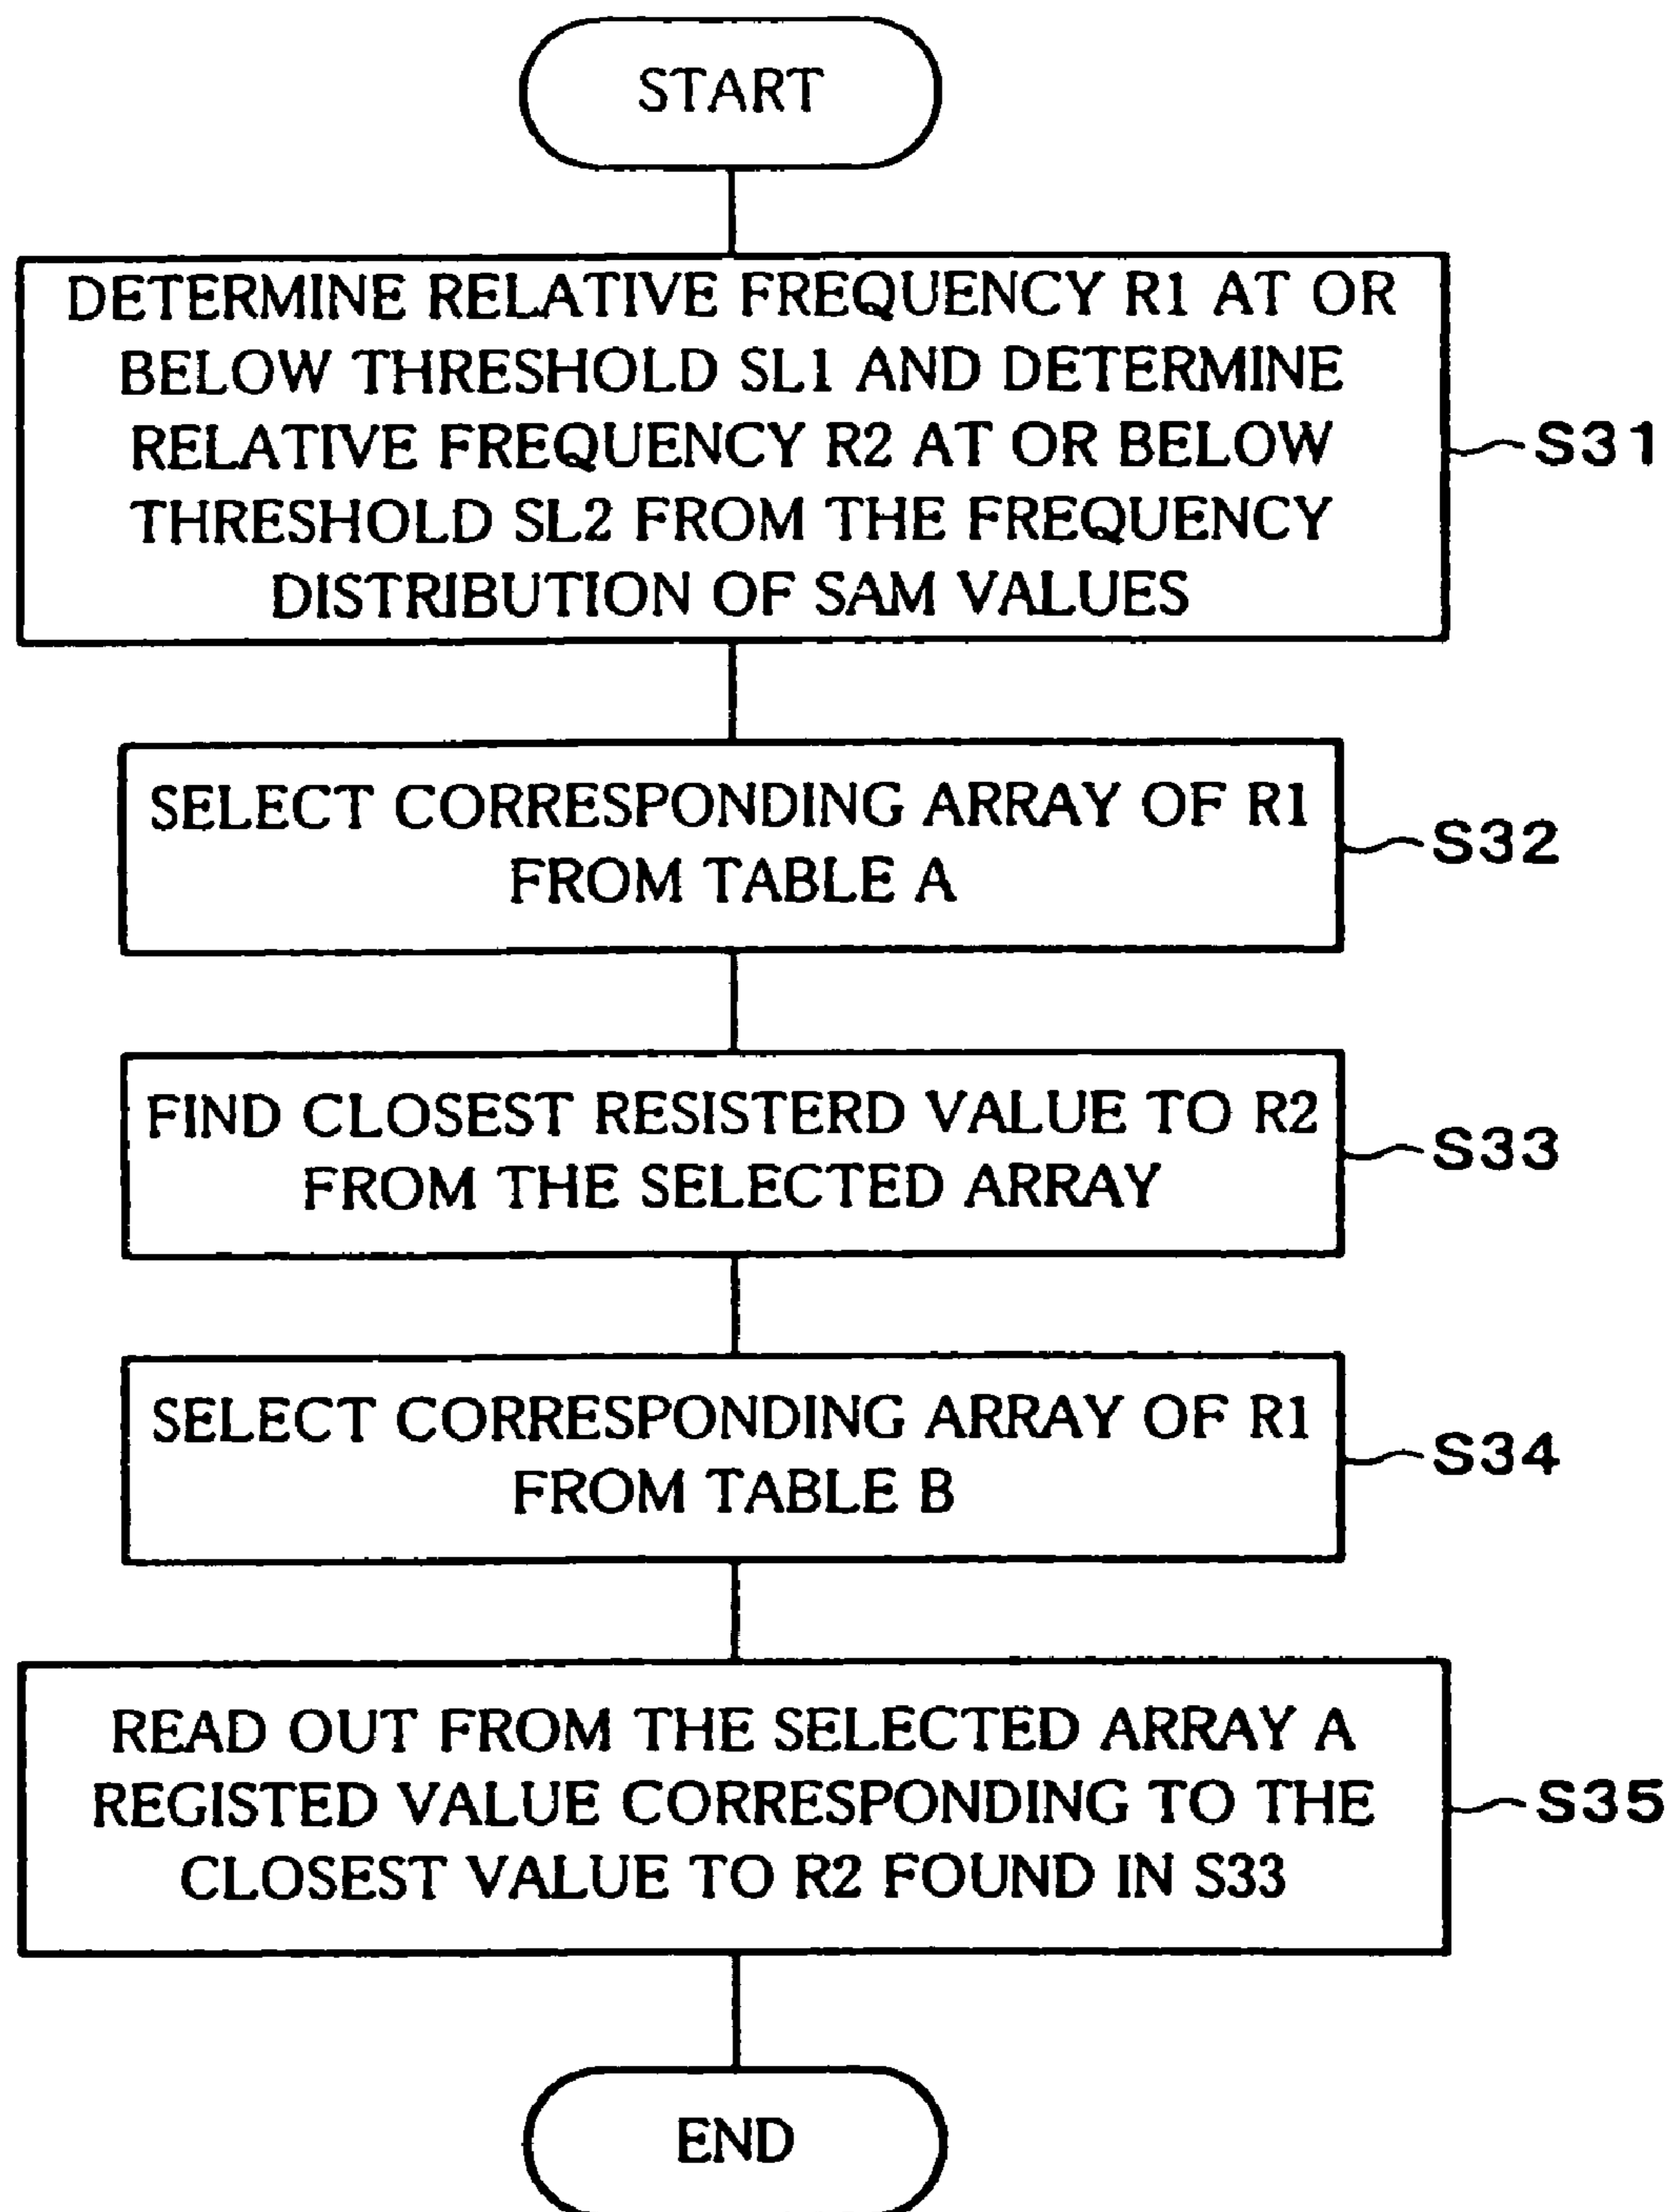 START
DETERMINE RELATIVE FREQUENCY R1 AT OR
BELOW THRESHOLD SL1 AND DETERMINE
RELATIVE FREQUENCY R2 AT OR BELOW
THRESHOLD SL2 FROM THE FREQUENCY
DISTRIBUTION OF SAM VALUES
S31
SELECT CORRESPONDING ARRAY OF R1
FROM TABLE A
S32
FIND CLOSEST RESISTERD VALUE TO R2
FROM THE SELECTED ARRAY
S33
SELECT CORRESPONDING ARRAY OF R1
FROM TABLE B
S34
READ OUT FROM THE SELECTED ARRAY A
REGISTED VALUE CORRESPONDING TO THE
CLOSEST VALUE TO R2 FOUND IN S33
S35
END